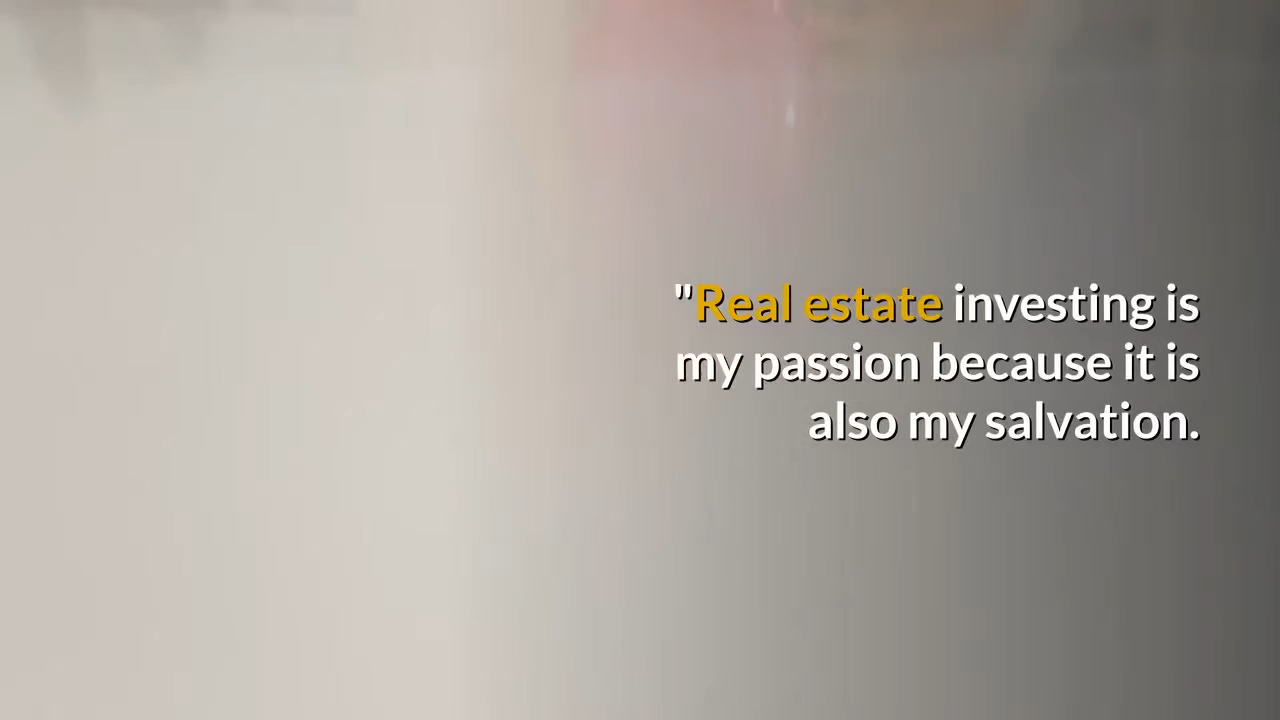 "Real estate investing is
my passion because it is
also my salvation.